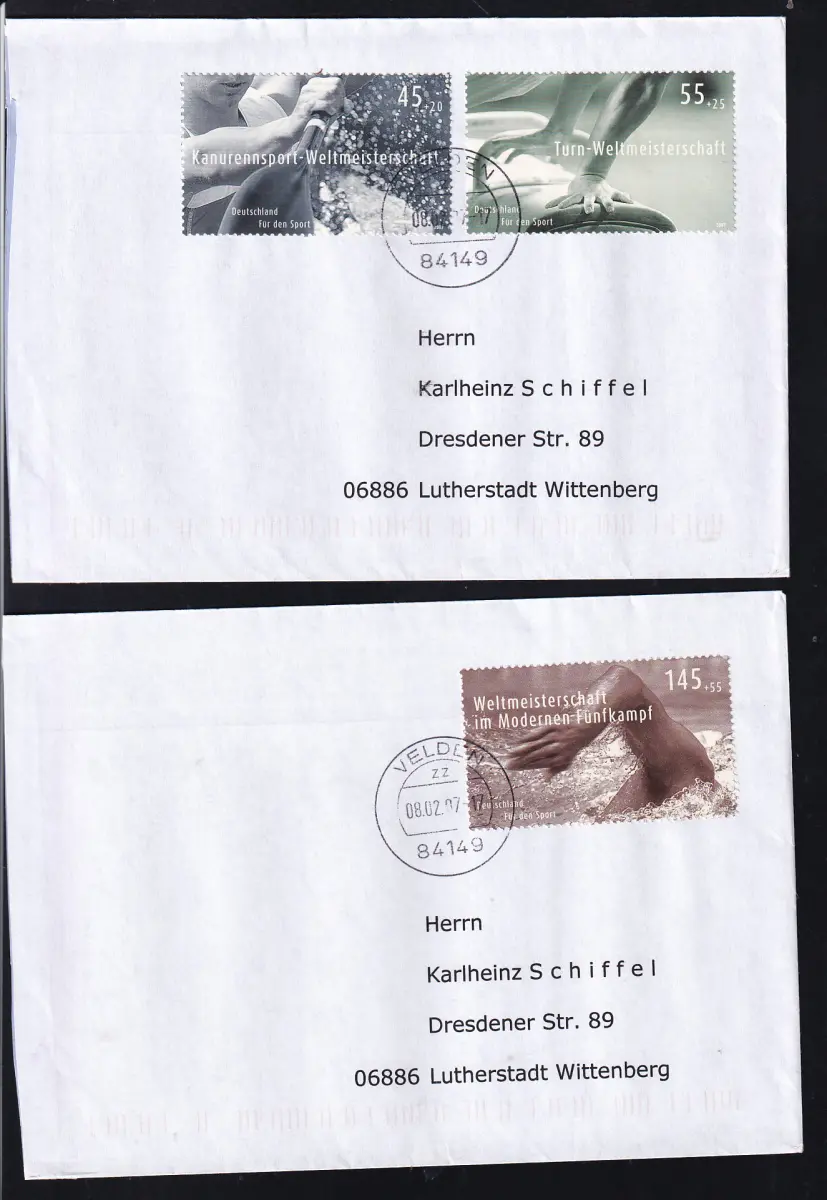 45+20
Kanurennsport-Weltmeisterschaft
Deutschland
Für den Sport
55+25
Turn-Weltmeisterschaft
Deutschland
Für den Sport
84149
Herrn
Karlheinz S c h i f f e l
Dresdener Str. 89
06886 Lutherstadt Wittenberg
145+55
Weltmeisterschaft
im Modernen Fünfkampf
Deutschland
Für den Sport
VELDEN
ZZ
08.02.07-17
84149
Herrn
Karlheinz S c h i f f e l
Dresdener Str. 89
06886 Lutherstadt Wittenberg